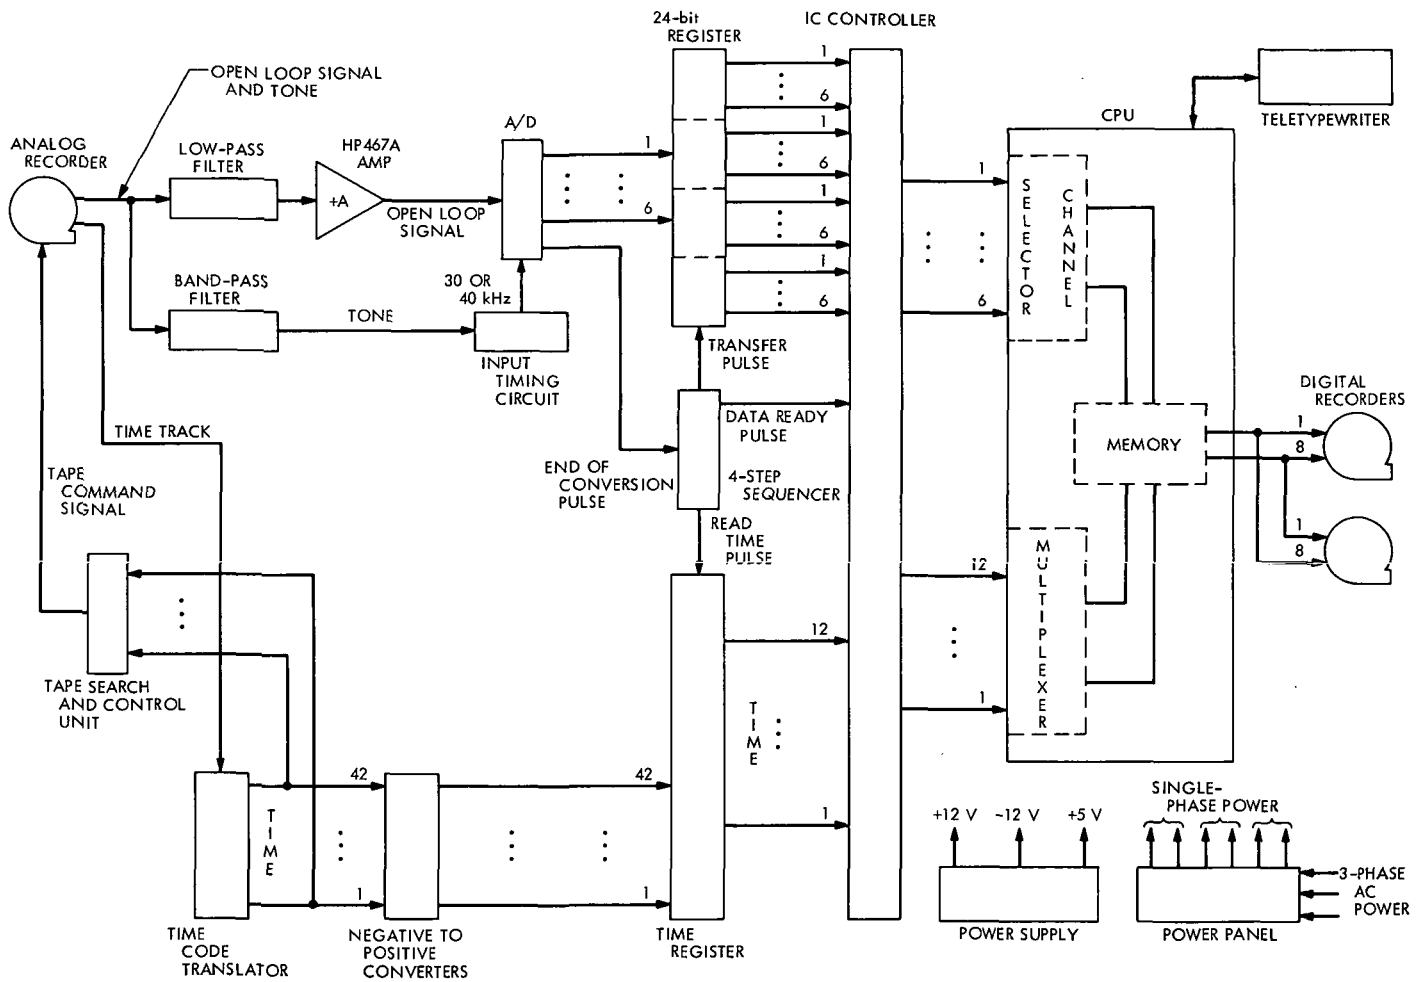 24-bit
REGISTER
IC CONTROLLER
OPEN LOOP SIGNAL
AND TONE
ANALOG
RECORDER
LOW-PASS
FILTER
HP467A
AMP
+A
OPEN LOOP
SIGNAL
A/D
1
6
1
6
1
6
1
6
1
6
CPU
TELETYPEWRITER
1
6
SELECTOR
CHANNEL
BAND-PASS
FILTER
TONE
30 OR
40 kHz
INPUT
TIMING
CIRCUIT
TRANSFER
PULSE
DATA READY
PULSE
END OF
CONVERSION
PULSE
4-STEP
SEQUENCER
READ
TIME
PULSE
MEMORY
DIGITAL
RECORDERS
1
8
1
8
TIME TRACK
TAPE
COMMAND
SIGNAL
TAPE SEARCH
AND CONTROL
UNIT
12
TIME
1
12
1
MULTIPLEXER
42
TIME
1
42
1
TIME
CODE
TRANSLATOR
NEGATIVE TO
POSITIVE
CONVERTERS
TIME
REGISTER
+12 V
-12 V
+5 V
POWER SUPPLY
SINGLE-
PHASE POWER
3-PHASE
AC
POWER
POWER PANEL